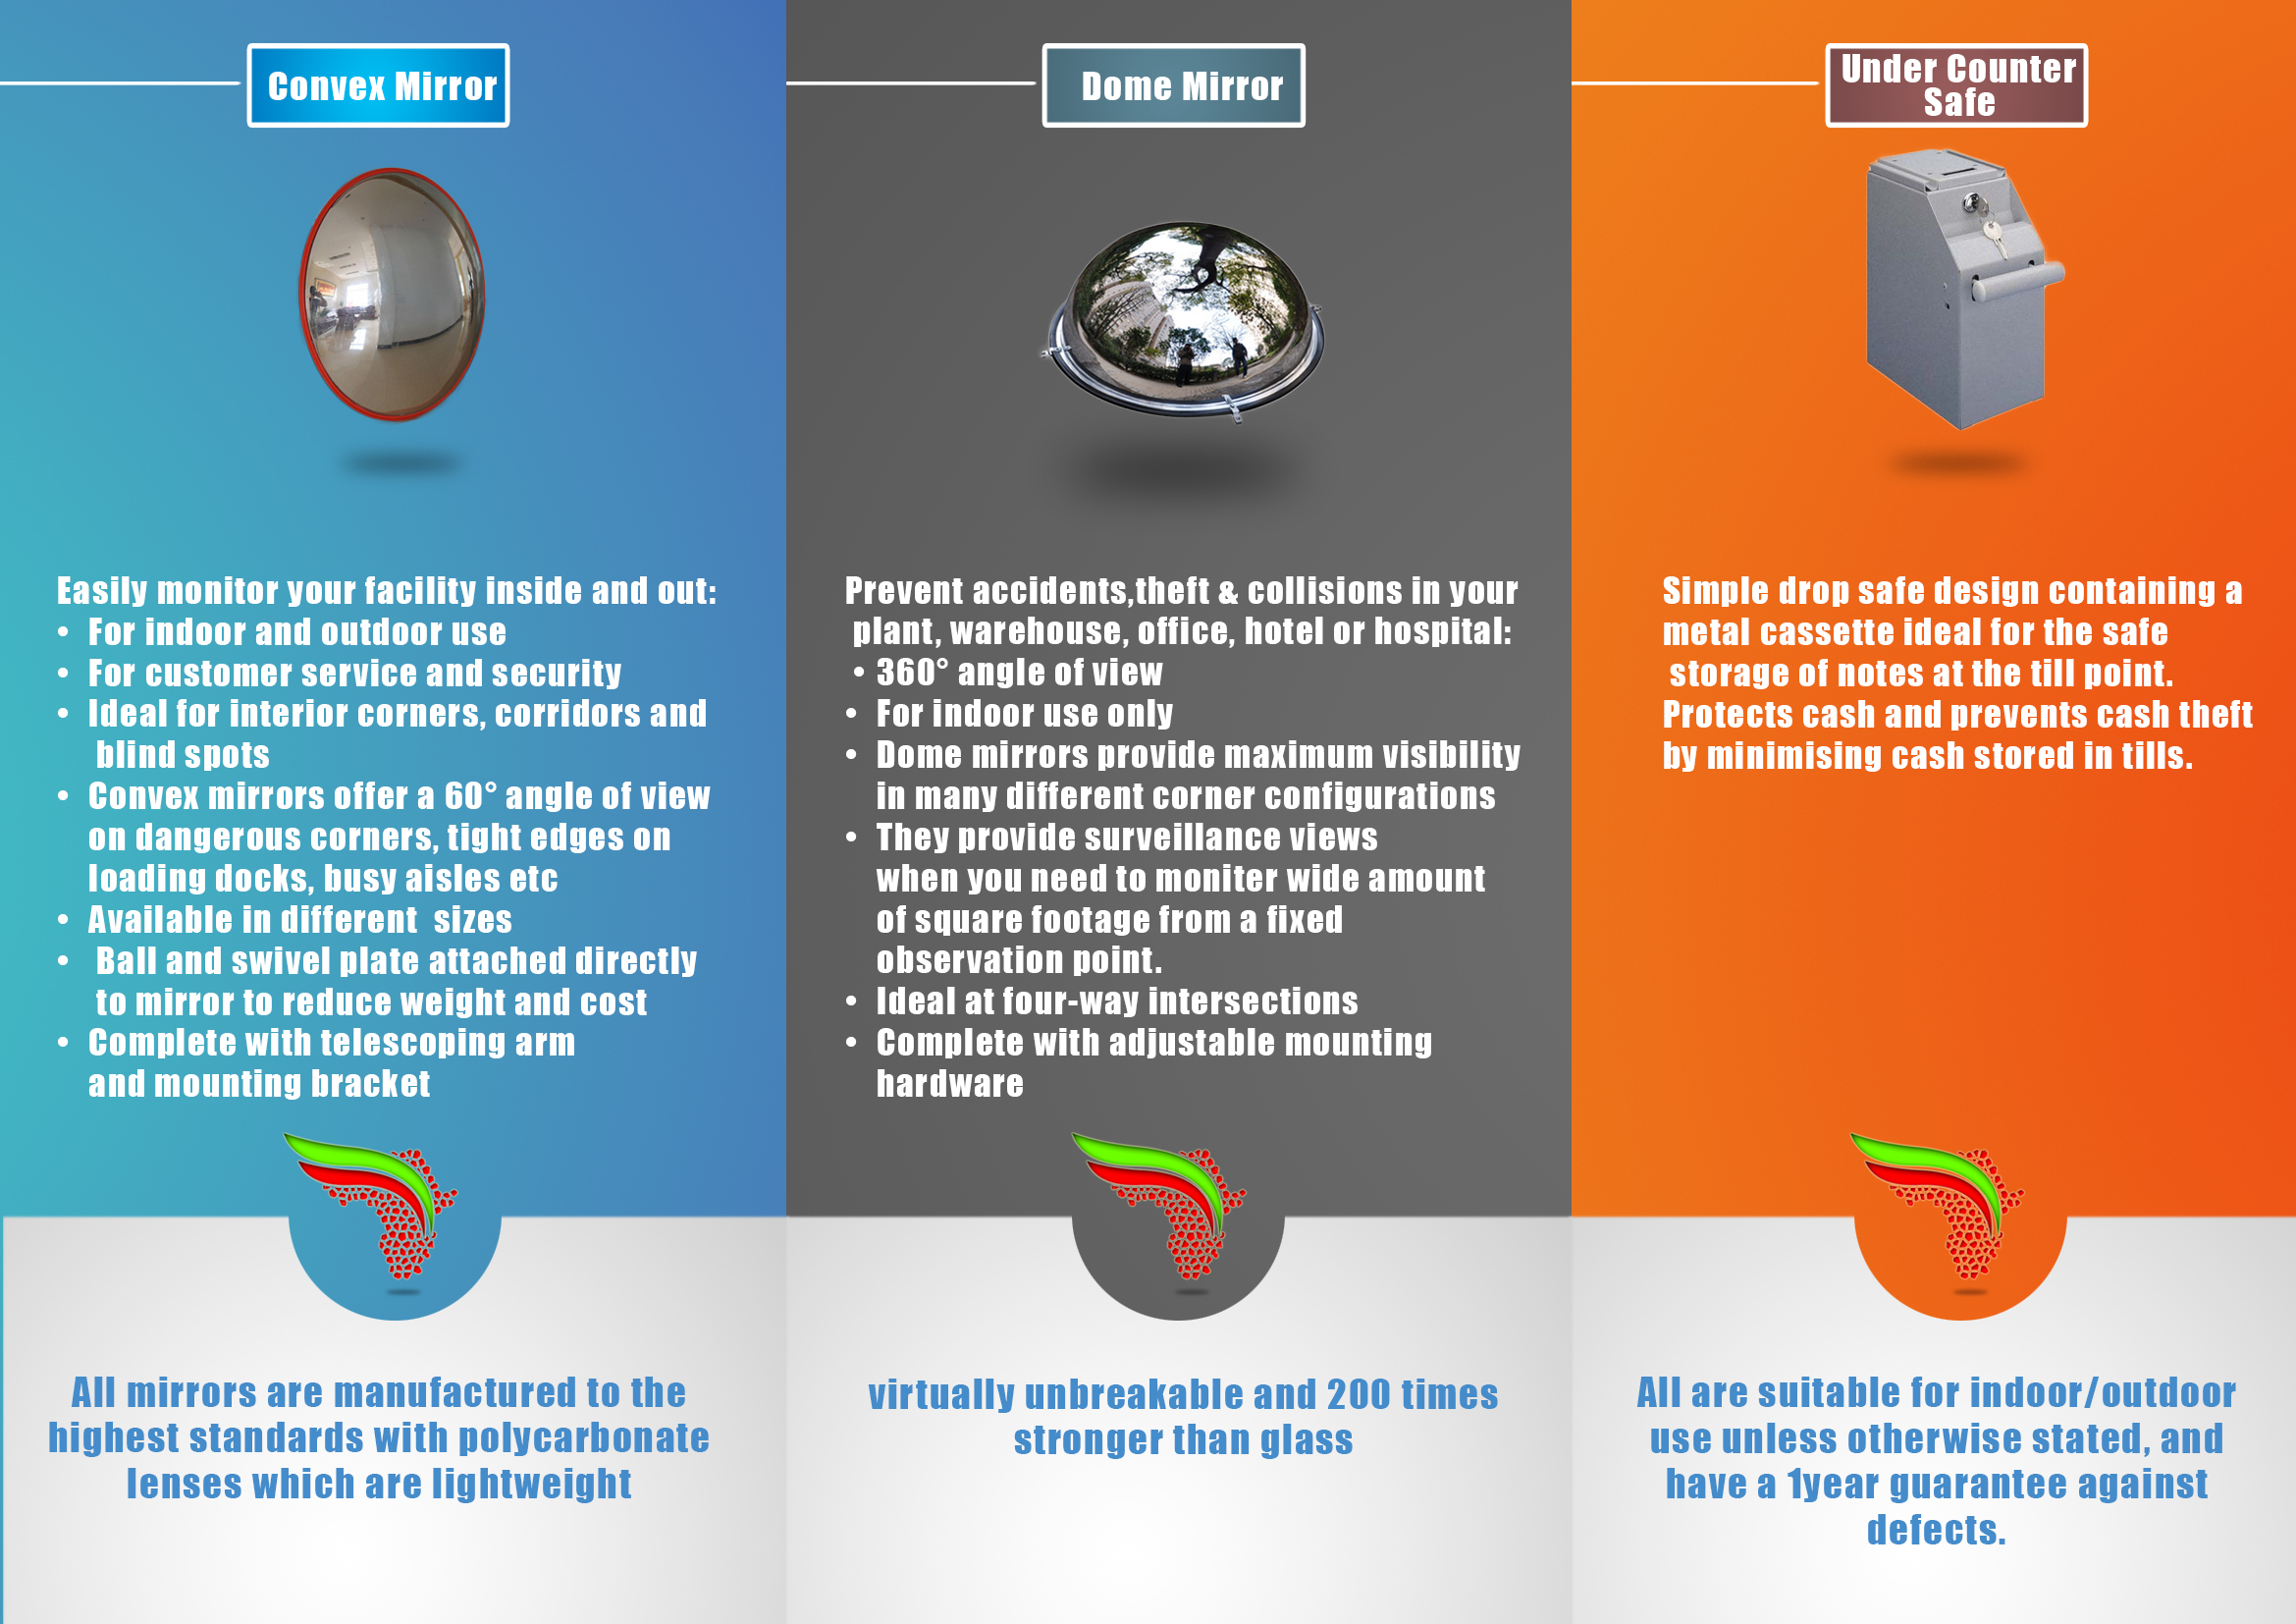 Convex Mirror
Easily monitor your facility inside and out:
• For indoor and outdoor use
• For customer service and security
• Ideal for interior corners, corridors and
blind spots
• Convex mirrors offer a 60° angle of view
on dangerous corners, tight edges on
loading docks, busy aisles etc
• Available in different sizes
• Ball and swivel plate attached directly
to mirror to reduce weight and cost
• Complete with telescoping arm
and mounting bracket
All mirrors are manufactured to the
highest standards with polycarbonate
lenses which are lightweight
Dome Mirror
Prevent accidents,theft & collisions in your
plant, warehouse, office, hotel or hospital:
• 360° angle of view
• For indoor use only
• Dome mirrors provide maximum visibility
in many different corner configurations
• They provide surveillance views
when you need to moniter wide amount
of square footage from a fixed
observation point.
• Ideal at four-way intersections
• Complete with adjustable mounting
hardware
virtually unbreakable and 200 times
stronger than glass
Under Counter
Safe
Simple drop safe design containing a
metal cassette ideal for the safe
storage of notes at the till point.
Protects cash and prevents cash theft
by minimising cash stored in tills.
All are suitable for indoor/outdoor
use unless otherwise stated, and
have a 1year guarantee against
defects.